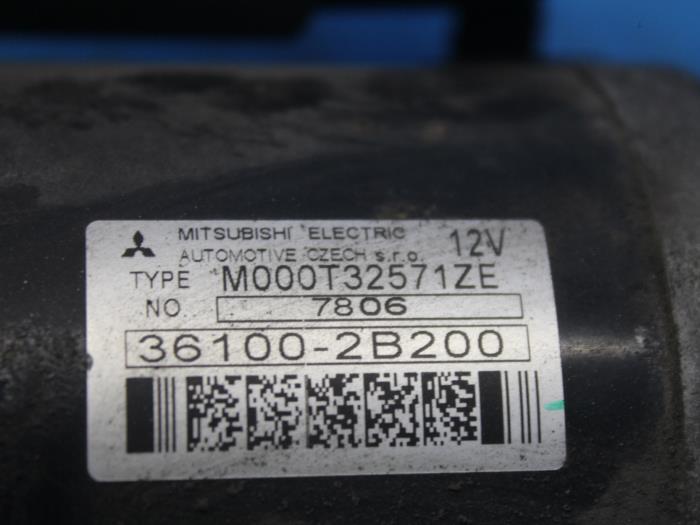 MITSUBISHI ELECTRIC 12V
AUTOMOTIVE CZECH s.r.o.
TYPE M000T32571ZE
NO 7806
36100-2B200